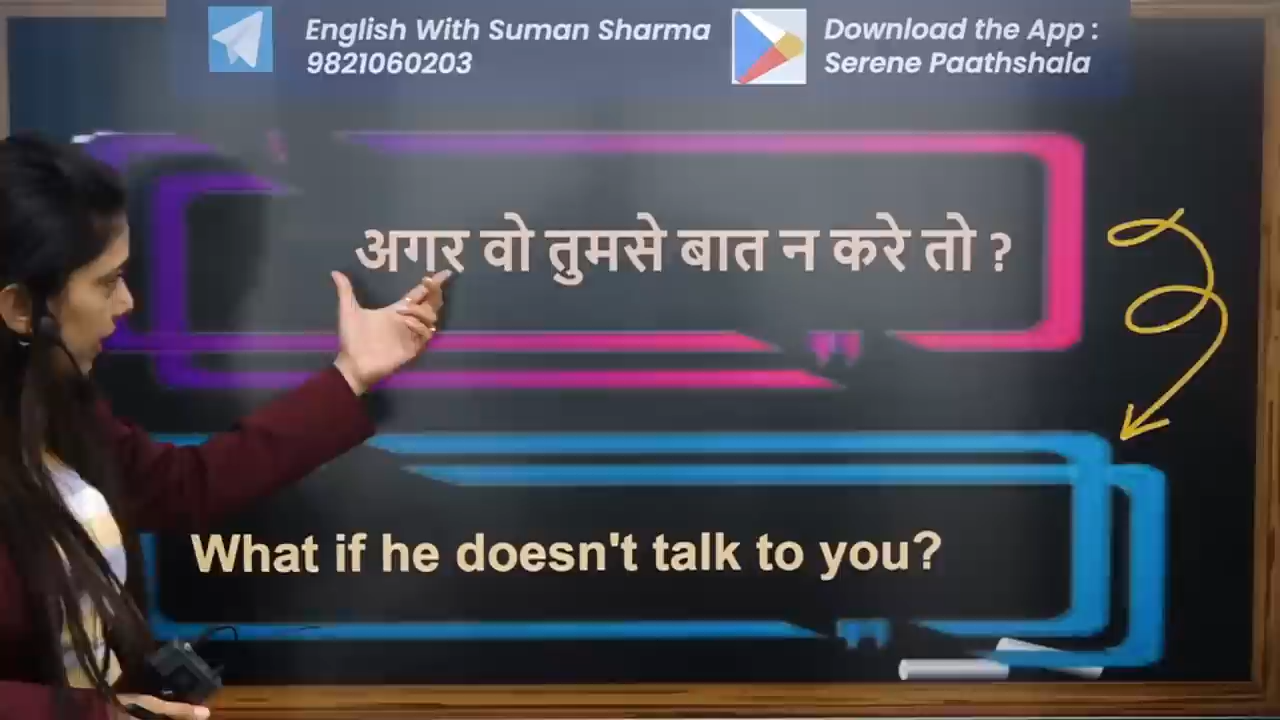 English With Suman Sharma
9821060203
Download the App :
Serene Paathshala
अगर वो तुमसे बात न करे तो ?
What if he doesn't talk to you?